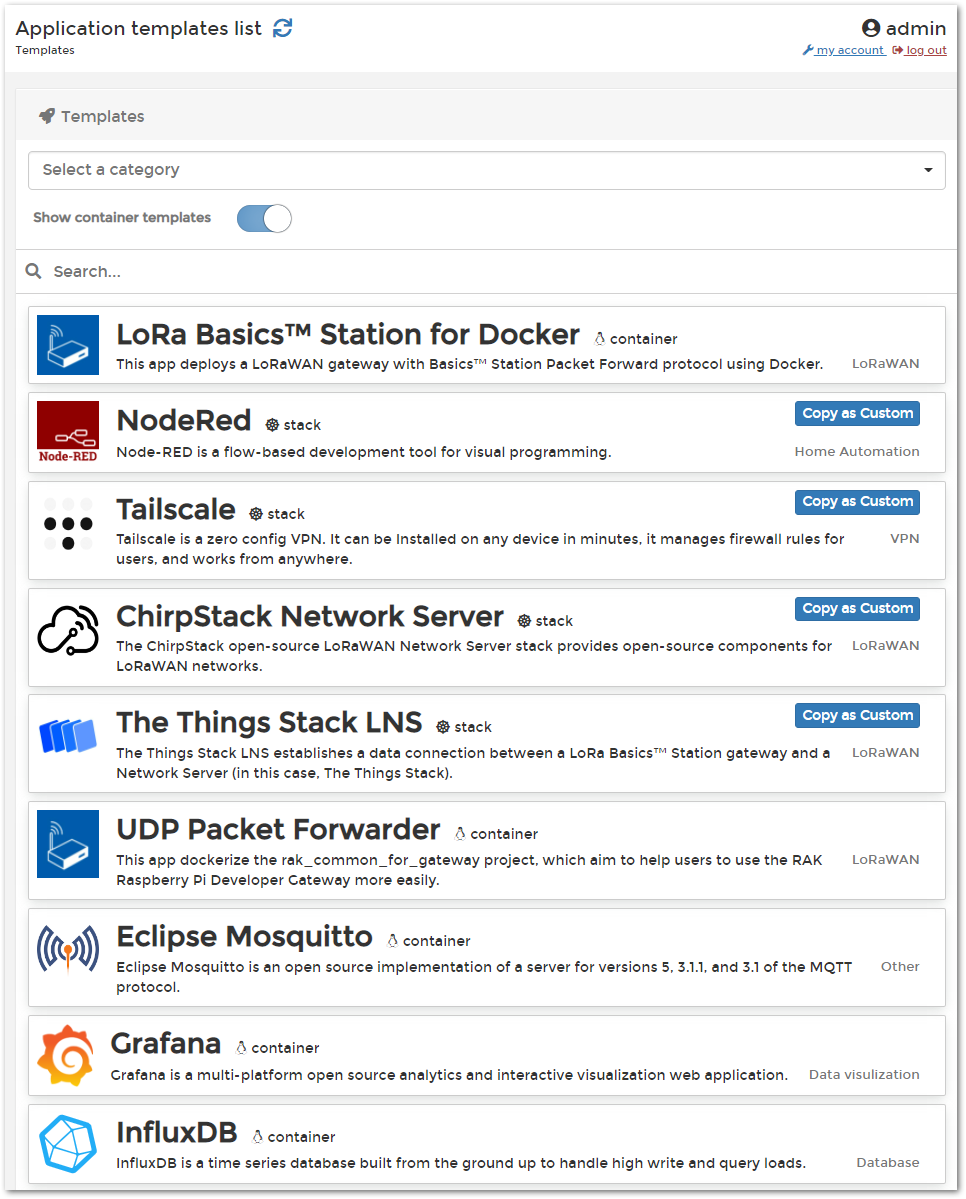 Application templates list
admin
Templates
my account log out
Templates
Select a category
Show container templates
Search...
LoRa Basics™ Station for Docker container
This app deploys a LoRaWAN gateway with Basics™ Station Packet Forward protocol using Docker.
LoRaWAN
Node-RED
NodeRed stack
Copy as Custom
Node-RED is a flow-based development tool for visual programming.
Home Automation
Tailscale stack
Copy as Custom
Tailscale is a zero config VPN. It can be Installed on any device in minutes, it manages firewall rules for
VPN
users, and works from anywhere.
ChirpStack Network Server stack
Copy as Custom
The ChirpStack open-source LoRaWAN Network Server stack provides open-source components for
LoRaWAN
LoRaWAN networks.
The Things Stack LNS stack
Copy as Custom
The Things Stack LNS establishes a data connection between a LoRa Basics™ Station gateway and a
LoRaWAN
Network Server (in this case, The Things Stack).
UDP Packet Forwarder container
This app dockerize the rak_common_for_gateway project, which aim to help users to use the RAK
LoRaWAN
Raspberry Pi Developer Gateway more easily.
Eclipse Mosquitto container
Eclipse Mosquitto is an open source implementation of a server for versions 5, 3.1.1, and 3.1 of the MQTT
Other
protocol.
Grafana container
Grafana is a multi-platform open source analytics and interactive visualization web application.
Data visulization
InfluxDB container
InfluxDB is a time series database built from the ground up to handle high write and query loads.
Database